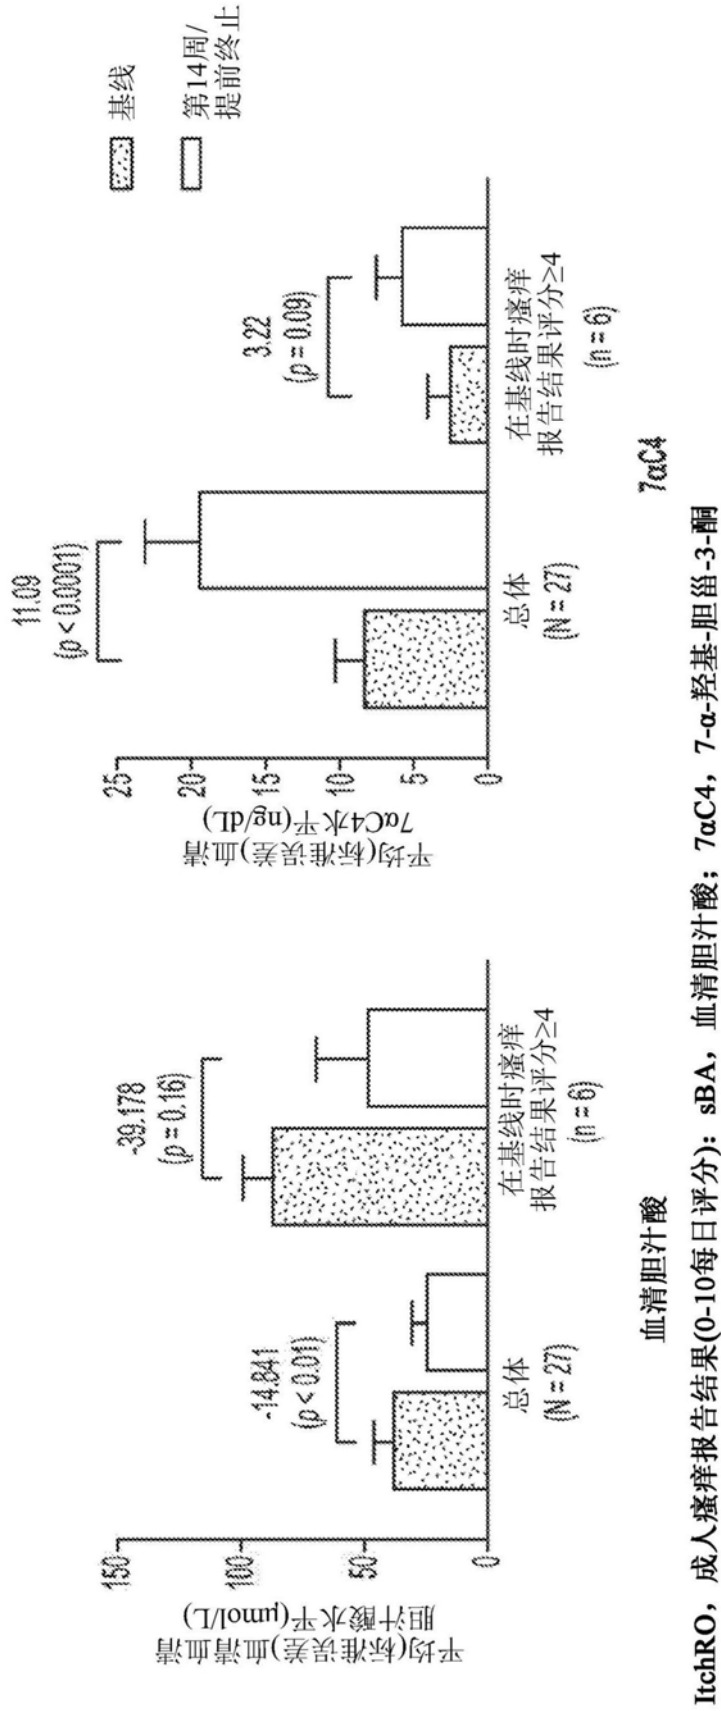 基线
第14周/
提前终止
平均(标准误差)血清血清
胆汁酸水平(μmol/L)
150
100
50
0
-14.841
(p < 0.01)
-39.178
(p = 0.16)
总体
(N = 27)
在基线时瘙痒
报告结果评分≥4
(n = 6)
血清胆汁酸
平均(标准误差)血清
7αC4水平(ng/dL)
25
20
15
10
5
0
11.09
(p < 0.0001)
3.22
(p = 0.09)
总体
(N = 27)
在基线时瘙痒
报告结果评分≥4
(n = 6)
7αC4
ItchRO，成人瘙痒报告结果(0-10每日评分)：sBA，血清胆汁酸；7αC4，7-α-羟基-胆甾-3-酮